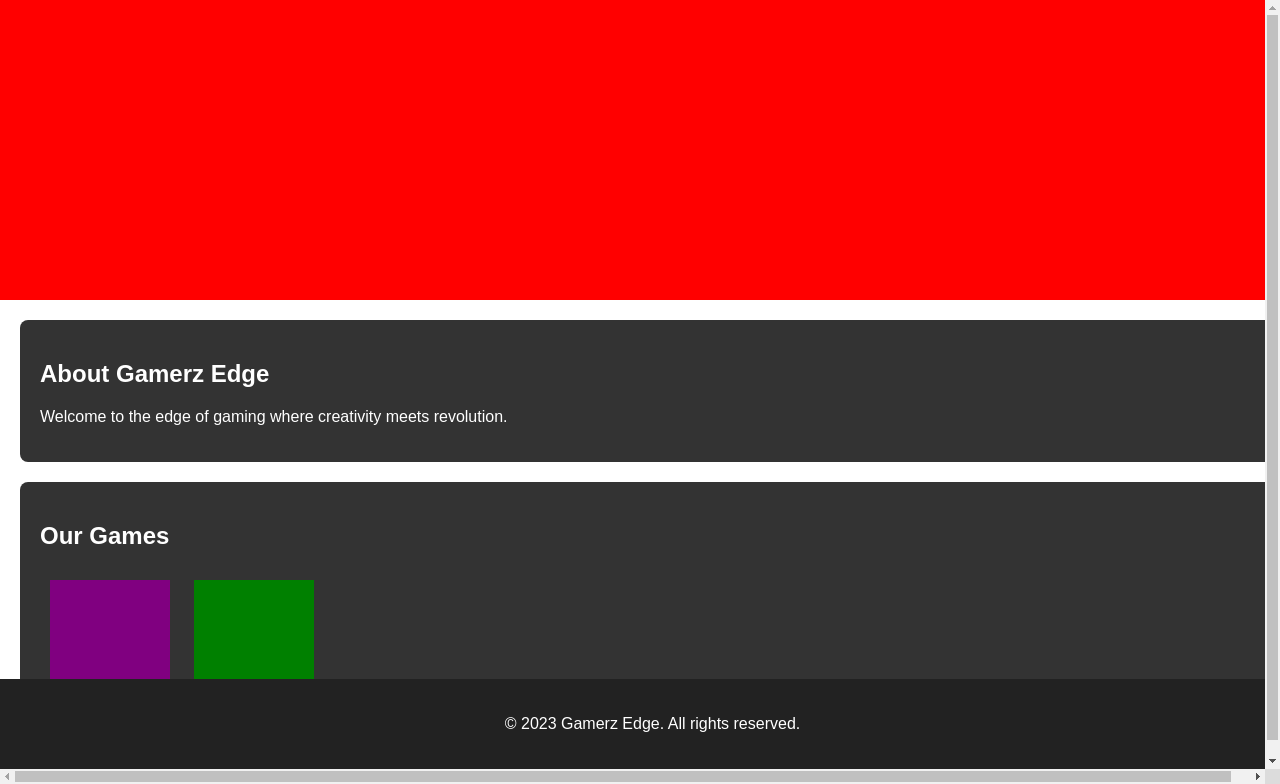 About Gamerz Edge
Welcome to the edge of gaming where creativity meets revolution.
Our Games
© 2023 Gamerz Edge. All rights reserved.